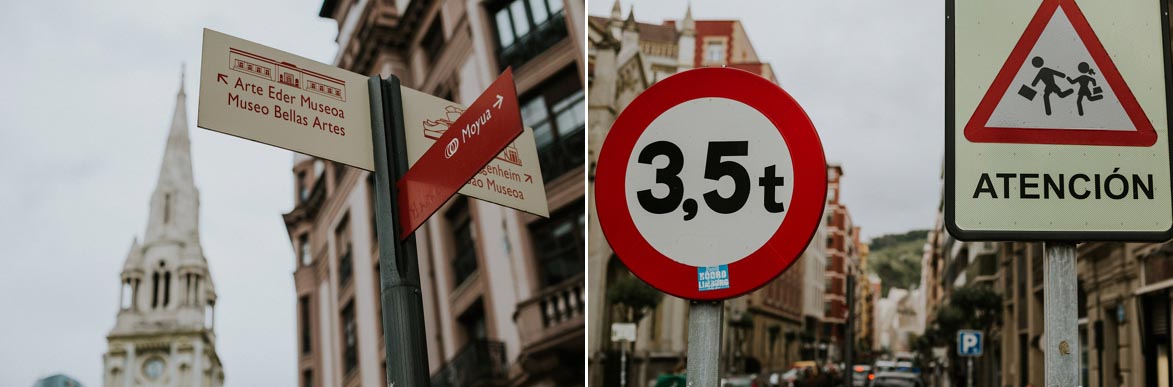 Arte Eder Museoa
Museo Bellas Artes
Moyua
Museoa
3,5t
ATENCIÓN
P